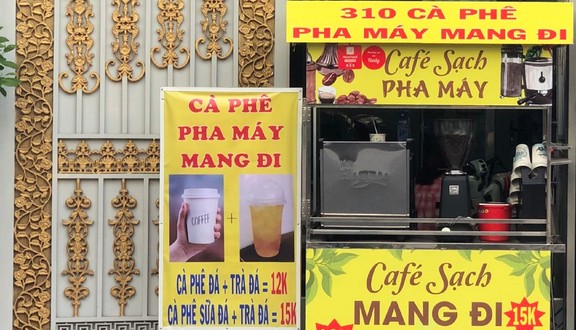 310 CÀ PHÊ
PHA MÁY MANG ĐI
Café Sạch
PHA MÁY
CÀ PHÊ
PHA MÁY
MANG ĐI
COFFEE
+
CÀ PHÊ ĐÁ + TRÀ ĐÁ = 12K
CÀ PHÊ SỮA ĐÁ + TRÀ ĐÁ = 15K
Café Sạch
MANG ĐI
15K